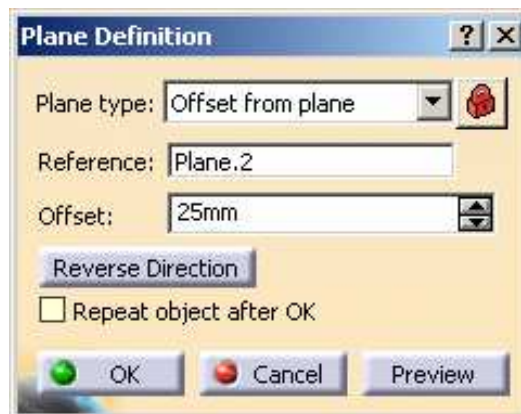 Plane Definition ? X
Plane type: Offset from plane
Reference: Plane.2
Offset: 25mm
Reverse Direction
Repeat object after OK
OK Cancel Preview